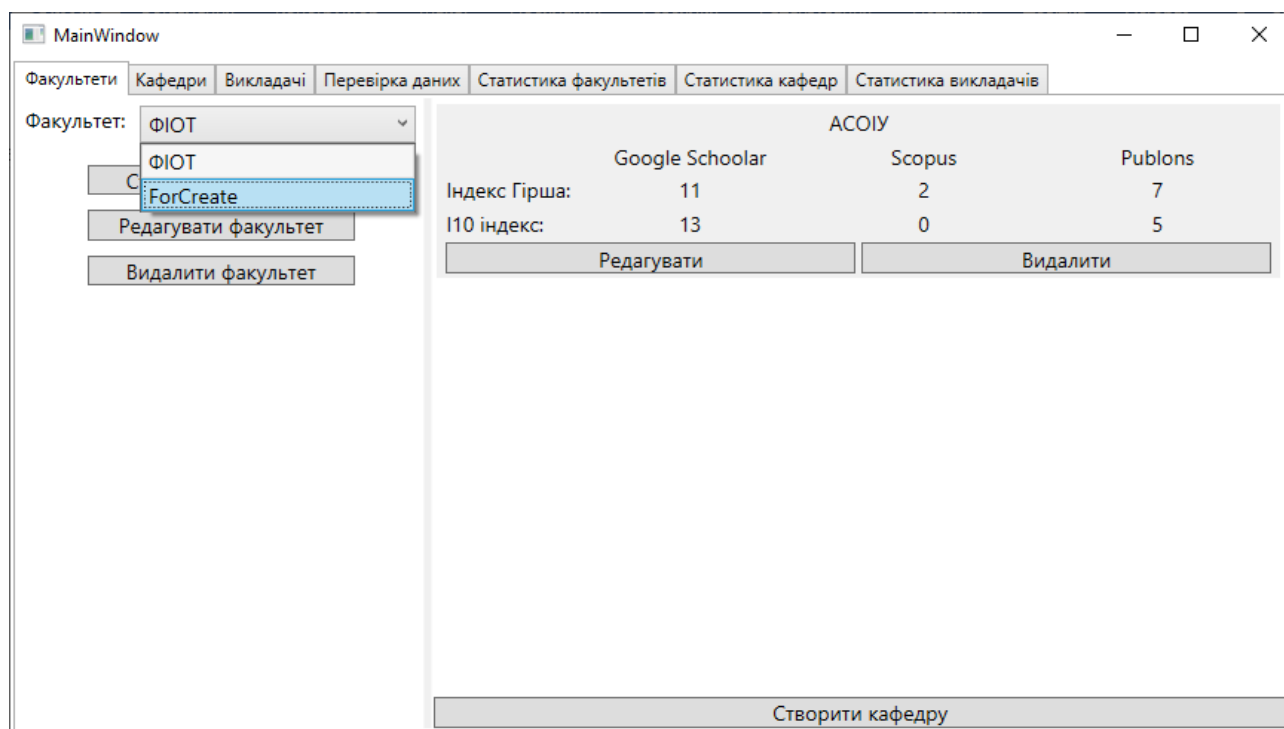 MainWindow
Факультети Кафедри Викладачі Перевірка даних Статистика факультетів Статистика кафедр Статистика викладачів
Факультет: ФІОТ
ФІОТ
ForCreate
Редагувати факультет
Видалити факультет
АСОІУ
Google Schoolar Scopus Publons
Індекс Гірша: 11 2 7
I10 індекс: 13 0 5
Редагувати Видалити
Створити кафедру